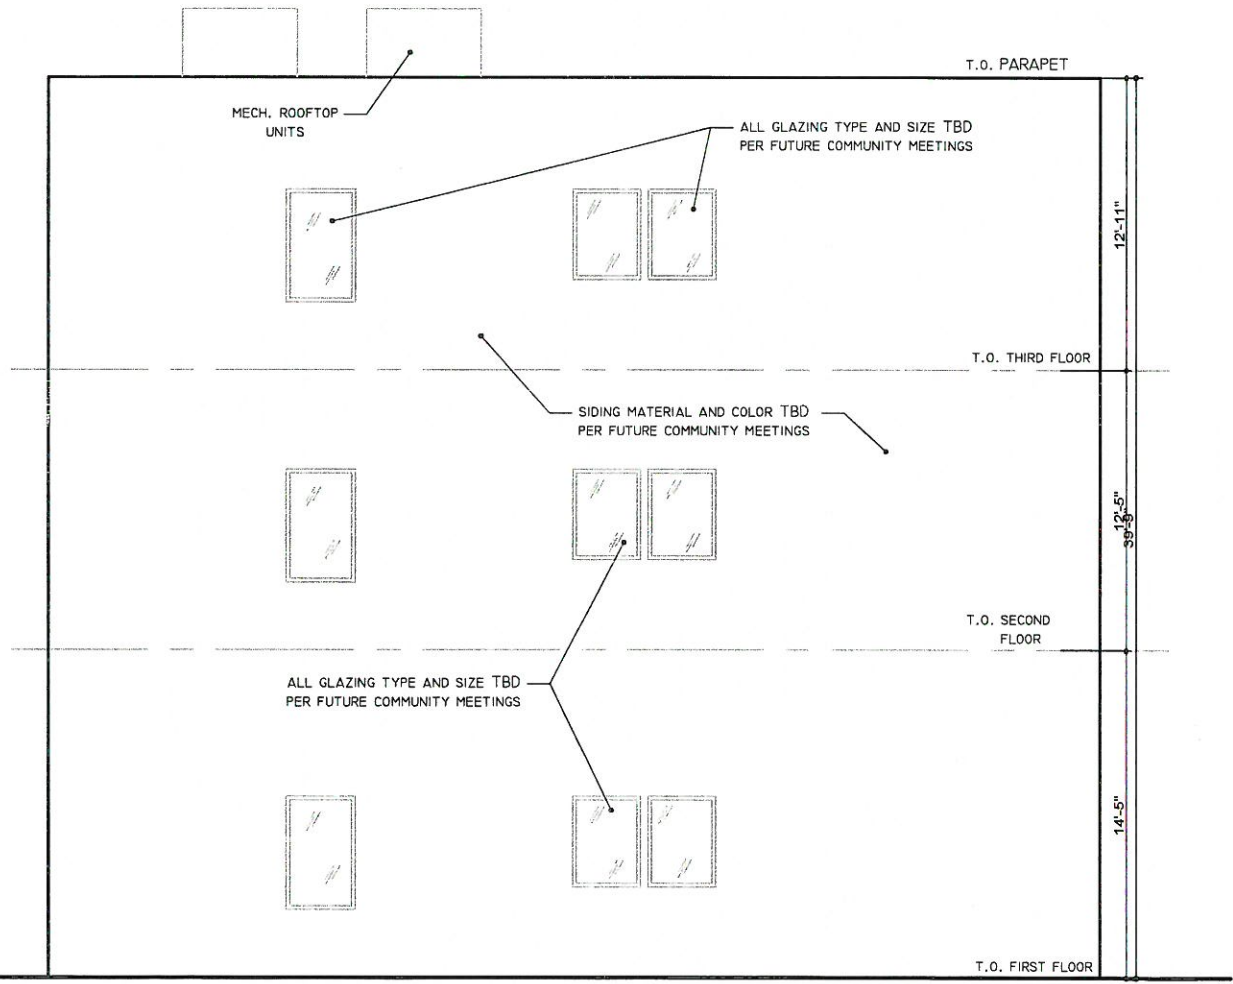 T.O. PARAPET
MECH. ROOFTOP
UNITS
ALL GLAZING TYPE AND SIZE TBD
PER FUTURE COMMUNITY MEETINGS
12'-11"
T.O. THIRD FLOOR
SIDING MATERIAL AND COLOR TBD
PER FUTURE COMMUNITY MEETINGS
12'-5"
39'-9"
T.O. SECOND
FLOOR
ALL GLAZING TYPE AND SIZE TBD
PER FUTURE COMMUNITY MEETINGS
14'-5"
T.O. FIRST FLOOR